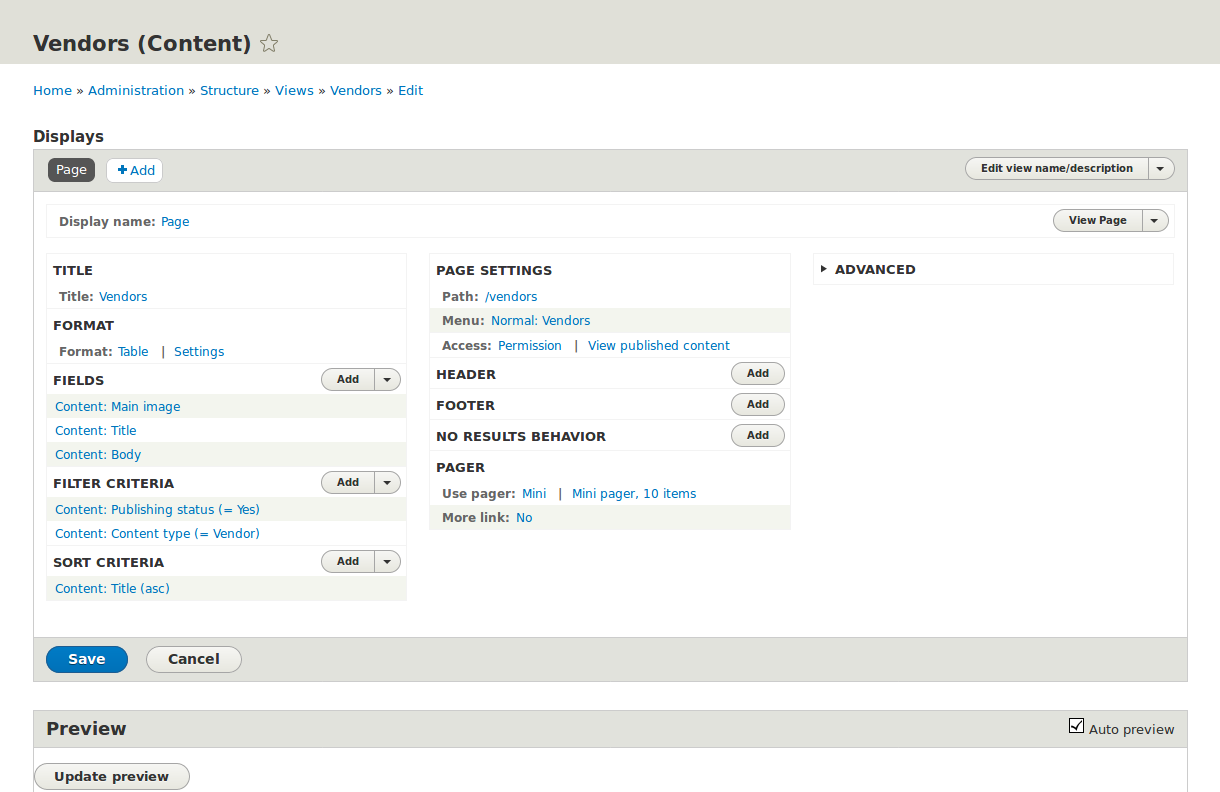 Vendors (Content)
Home » Administration » Structure » Views » Vendors » Edit
Displays
Page
Add
Edit view name/description
Display name: Page
View Page
TITLE
Title: Vendors
FORMAT
Format: Table | Settings
FIELDS
Add
Content: Main image
Content: Title
Content: Body
FILTER CRITERIA
Add
Content: Publishing status (= Yes)
Content: Content type (= Vendor)
SORT CRITERIA
Add
Content: Title (asc)
PAGE SETTINGS
Path: /vendors
Menu: Normal: Vendors
Access: Permission | View published content
HEADER
Add
FOOTER
Add
NO RESULTS BEHAVIOR
Add
PAGER
Use pager: Mini | Mini pager, 10 items
More link: No
ADVANCED
Save
Cancel
Preview
Auto preview
Update preview